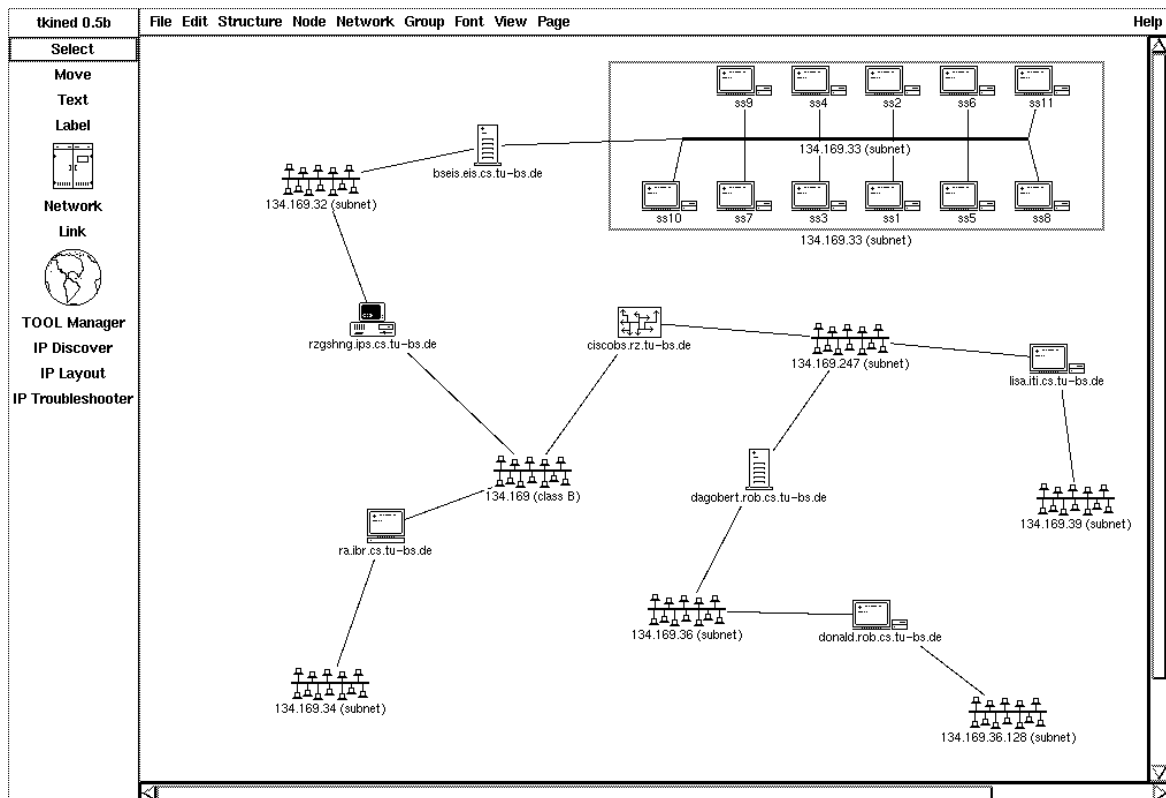 tkined 0.5b
File Edit Structure Node Network Group Font View Page Help
Select
Move
Text
Label
Network
Link
TOOL Manager
IP Discover
IP Layout
IP Troubleshooter
ss9 ss4 ss2 ss6 ss11
134.169.33 (subnet)
bseis.eis.cs.tu-bs.de
134.169.32 (subnet)
ss10 ss7 ss3 ss1 ss5 ss8
134.169.33 (subnet)
rzgshng.ips.cs.tu-bs.de
ciscobs.rz.tu-bs.de
134.169.247 (subnet)
lisa.iti.cs.tu-bs.de
134.169 (class B)
dagobert.rob.cs.tu-bs.de
134.169.39 (subnet)
ra.ibr.cs.tu-bs.de
134.169.36 (subnet)
donald.rob.cs.tu-bs.de
134.169.34 (subnet)
134.169.36.128 (subnet)